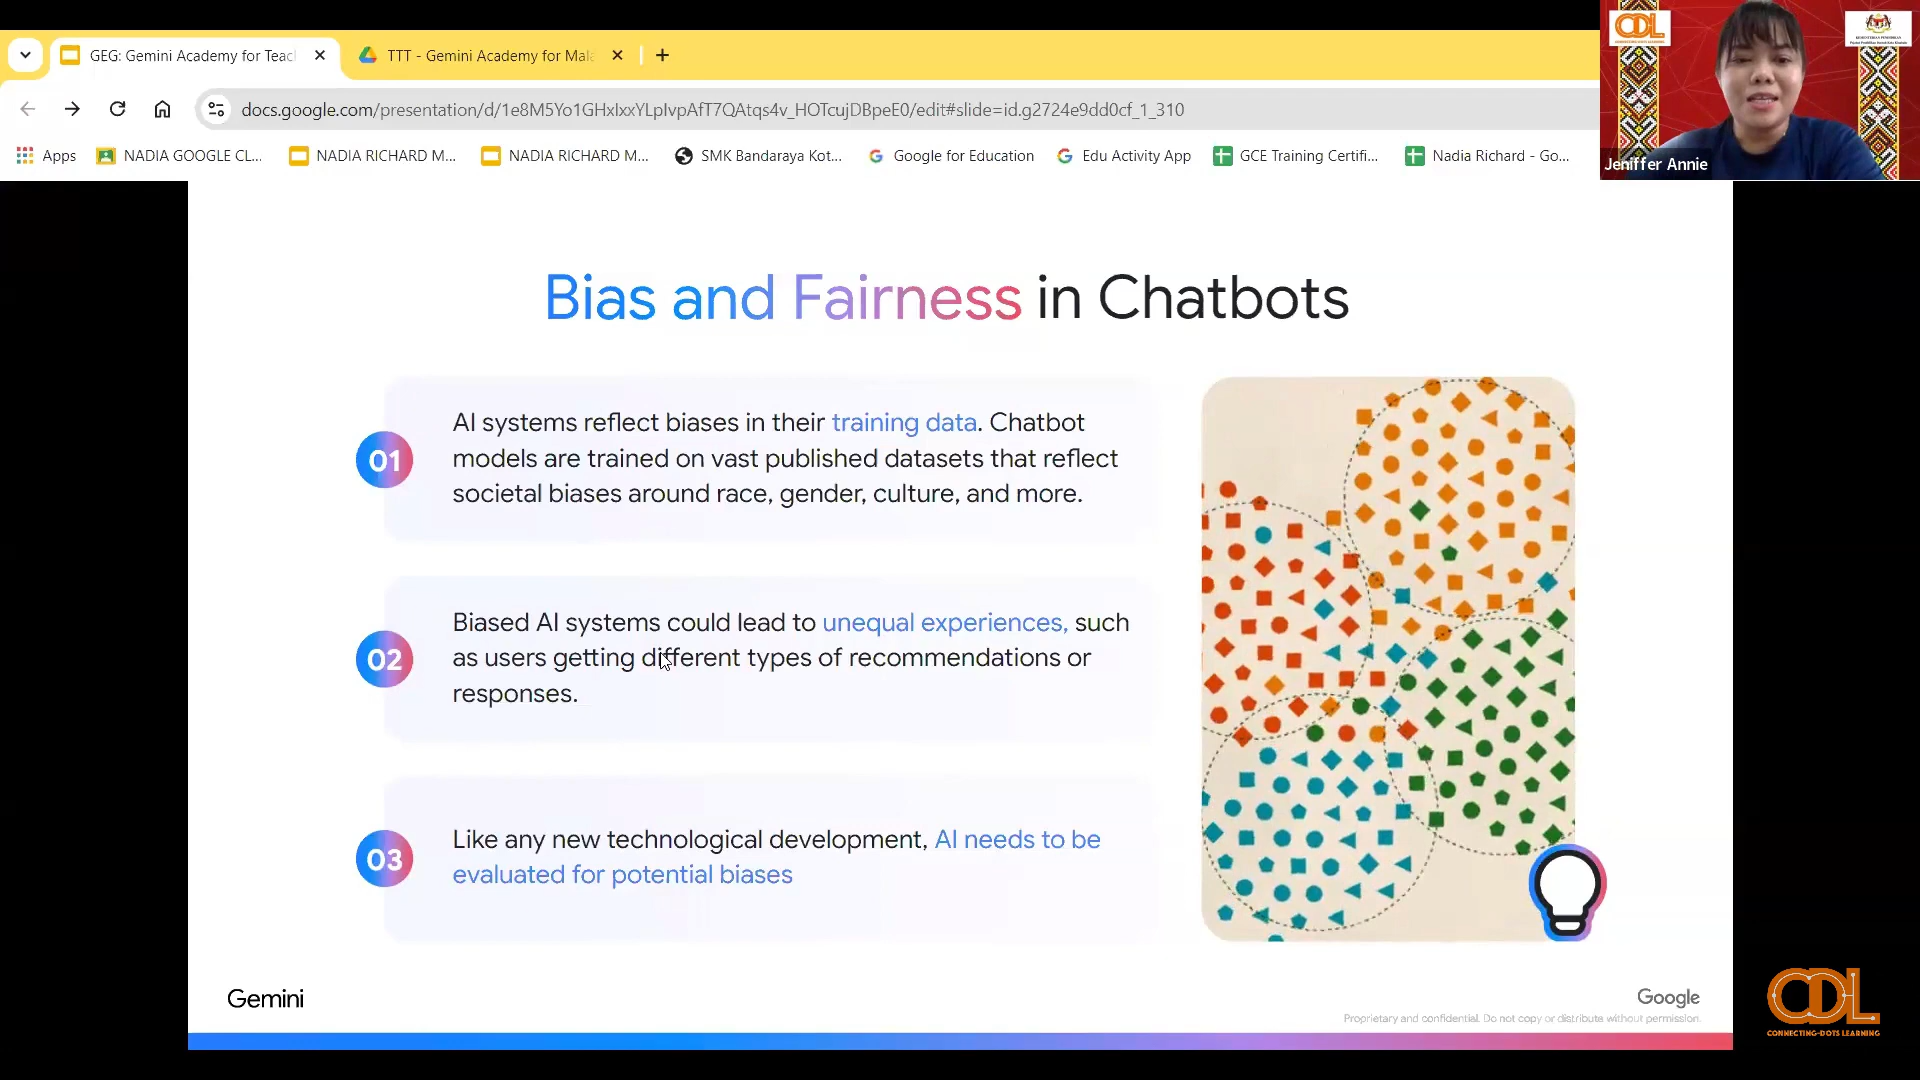 GEG: Gemini Academy for Teac
TTT - Gemini Academy for Mala
docs.google.com/presentation/d/1e8M5Yo1GHxIxxYLpIvpAfT7QAtqs4v_HOTcujDBpeE0/edit#slide=id.g2724e9dd0cf_1_310
Apps
NADIA GOOGLE CL...
NADIA RICHARD M...
NADIA RICHARD M...
SMK Bandaraya Kot...
Google for Education
Edu Activity App
GCE Training Certifi...
Nadia Richard - Go...
CDL
Jeniffer Annie
Bias and Fairness in Chatbots
01
AI systems reflect biases in their training data. Chatbot
models are trained on vast published datasets that reflect
societal biases around race, gender, culture, and more.
02
Biased AI systems could lead to unequal experiences, such
as users getting different types of recommendations or
responses.
03
Like any new technological development, AI needs to be
evaluated for potential biases
Gemini
Google
Proprietary and confidential. Do not copy or distribute without permission.
CDL
CONNECTING-DOTS LEARNING